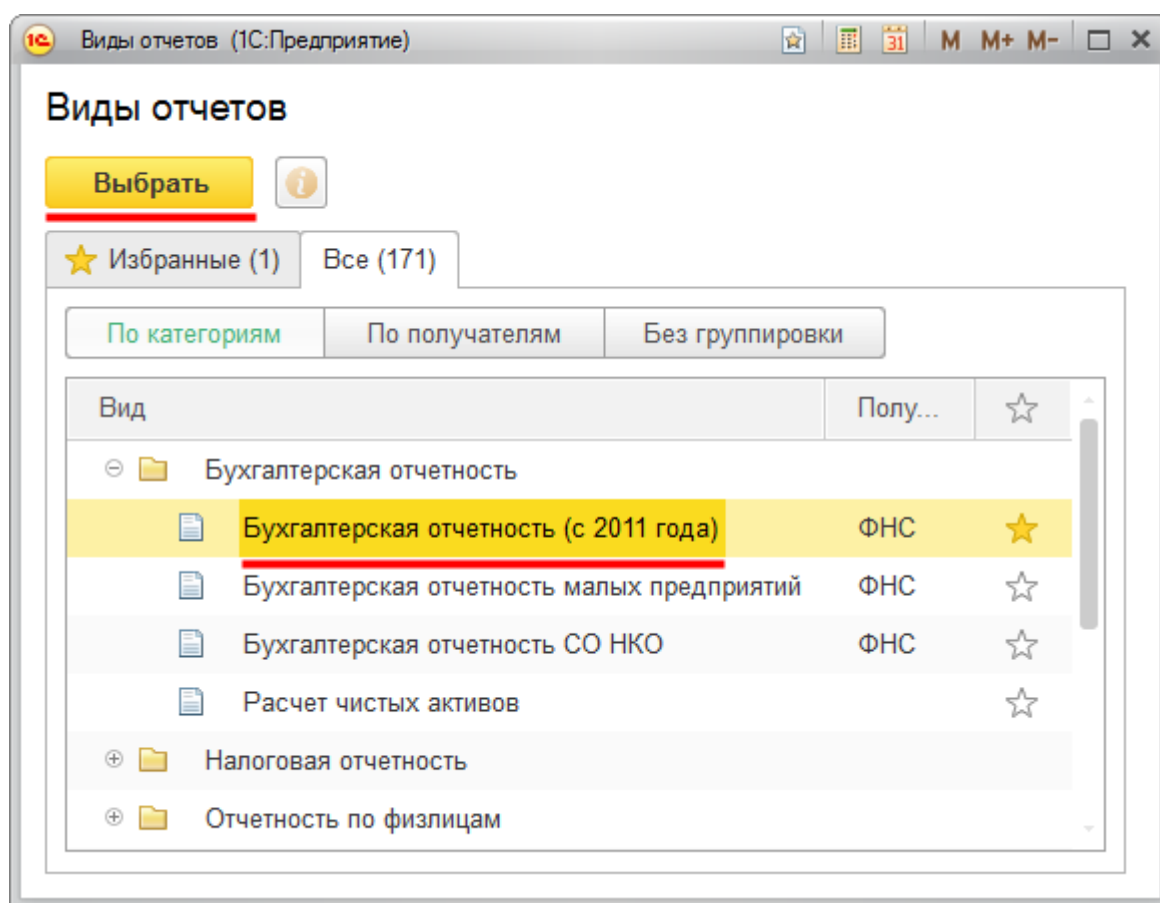 1С Виды отчетов (1С:Предприятие) 31 M M+ M-
Виды отчетов
Выбрать i
Избранные (1) Все (171)
По категориям По получателям Без группировки
Вид Полу...
Бухгалтерская отчетность
Бухгалтерская отчетность (с 2011 года) ФНС
Бухгалтерская отчетность малых предприятий ФНС
Бухгалтерская отчетность СО НКО ФНС
Расчет чистых активов
Налоговая отчетность
Отчетность по физлицам